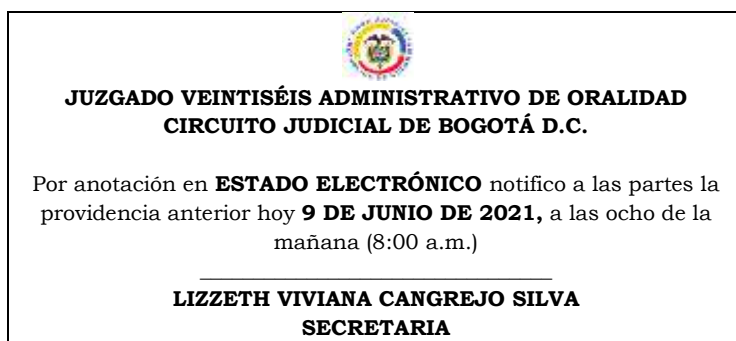 JUZGADO VEINTISÉIS ADMINISTRATIVO DE ORALIDAD
CIRCUITO JUDICIAL DE BOGOTÁ D.C.
Por anotación en ESTADO ELECTRÓNICO notifico a las partes la
providencia anterior hoy 9 DE JUNIO DE 2021, a las ocho de la
mañana (8:00 a.m.)
LIZZETH VIVIANA CANGREJO SILVA
SECRETARIA